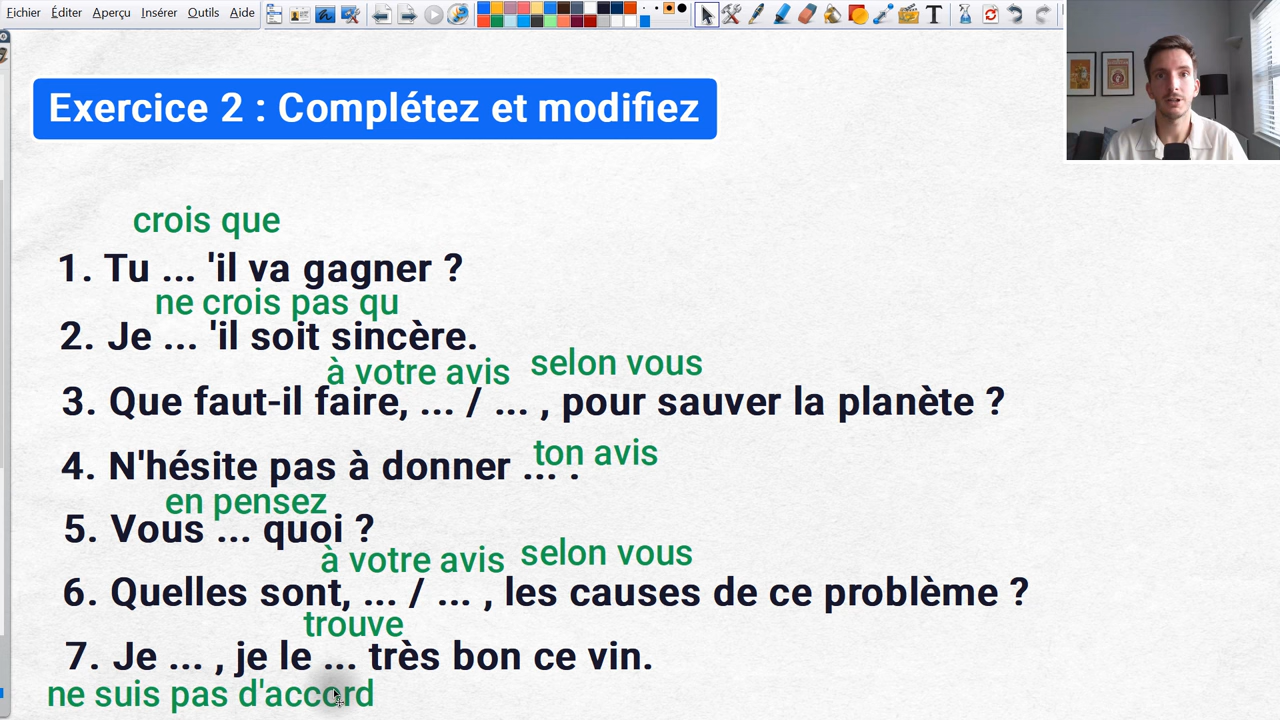 Fichier Éditer Aperçu Insérer Outils Aide
Exercice 2 : Complétez et modifiez
crois que
1. Tu ... 'il va gagner ?
ne crois pas qu
2. Je ... 'il soit sincère.
à votre avis selon vous
3. Que faut-il faire, ... / ... , pour sauver la planète ?
ton avis
4. N'hésite pas à donner ... .
en pensez
5. Vous ... quoi ?
à votre avis selon vous
6. Quelles sont, ... / ... , les causes de ce problème ?
trouve
7. Je ... , je le ... très bon ce vin.
ne suis pas d'accord